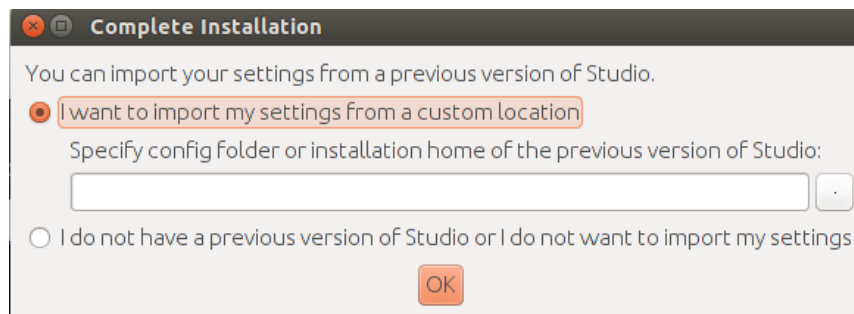 Complete Installation
You can import your settings from a previous version of Studio.
I want to import my settings from a custom location
Specify config folder or installation home of the previous version of Studio:
.
I do not have a previous version of Studio or I do not want to import my settings
OK